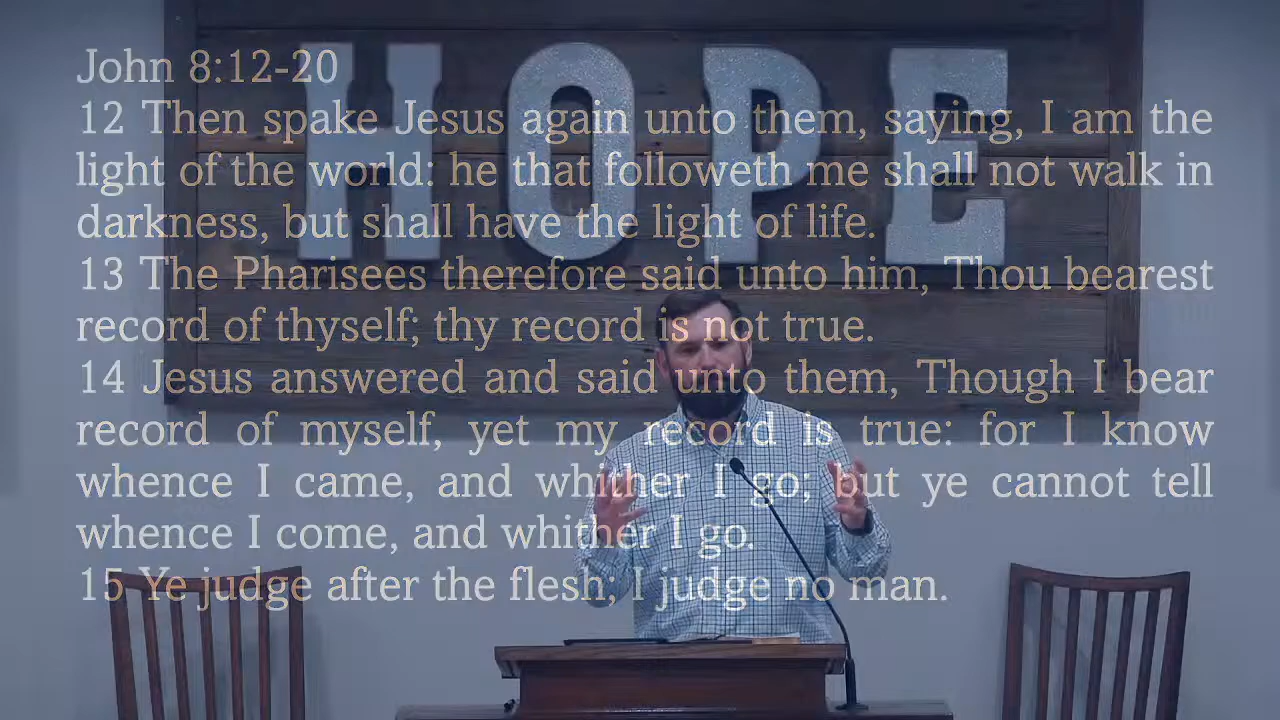 HOPE
John 8:12-20
12 Then spake Jesus again unto them, saying, I am the
light of the world: he that followeth me shall not walk in
darkness, but shall have the light of life.
13 The Pharisees therefore said unto him, Thou bearest
record of thyself; thy record is not true.
14 Jesus answered and said unto them, Though I bear
record of myself, yet my record is true: for I know
whence I came, and whither I go; but ye cannot tell
whence I come, and whither I go.
15 Ye judge after the flesh; I judge no man.